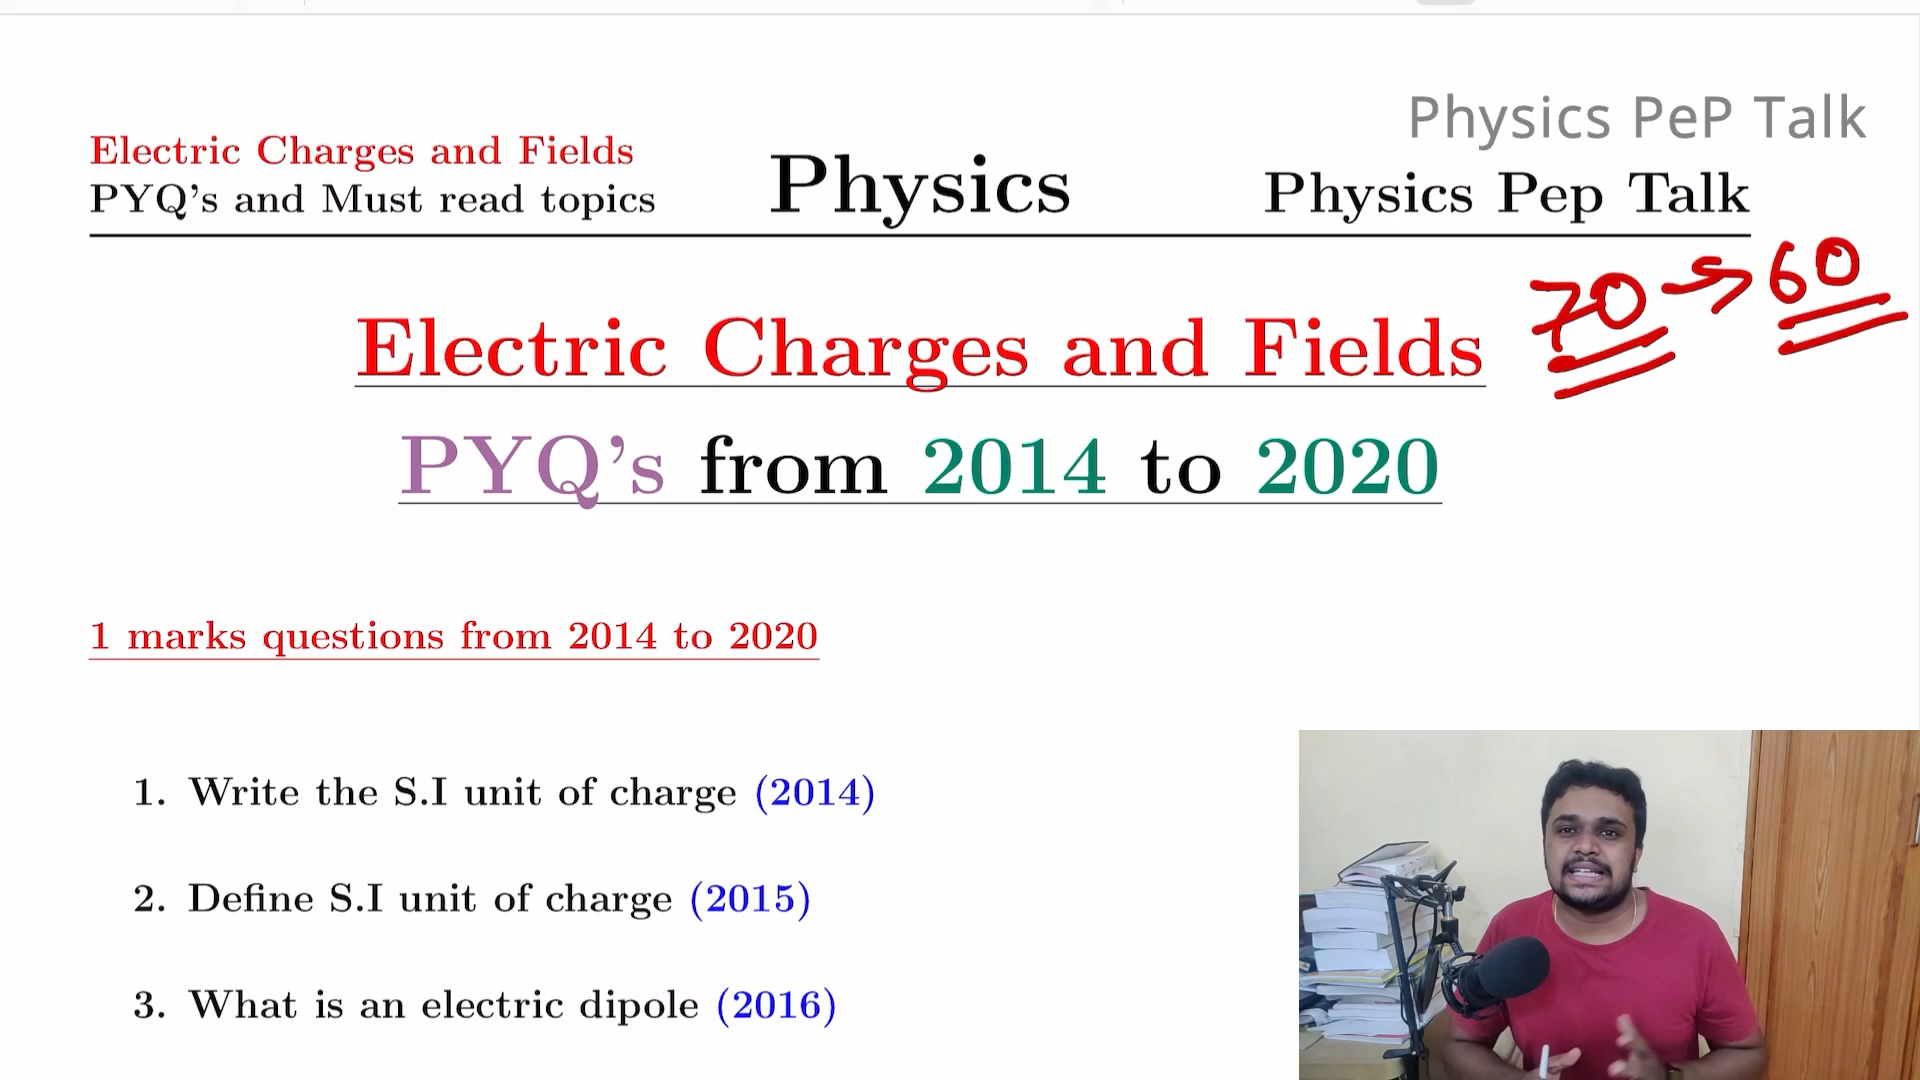 Physics PeP Talk
Electric Charges and Fields
PYQ's and Must read topics
Physics
Physics Pep Talk
70 → 60
Electric Charges and Fields
PYQ's from 2014 to 2020
1 marks questions from 2014 to 2020
1. Write the S.I unit of charge (2014)
2. Define S.I unit of charge (2015)
3. What is an electric dipole (2016)